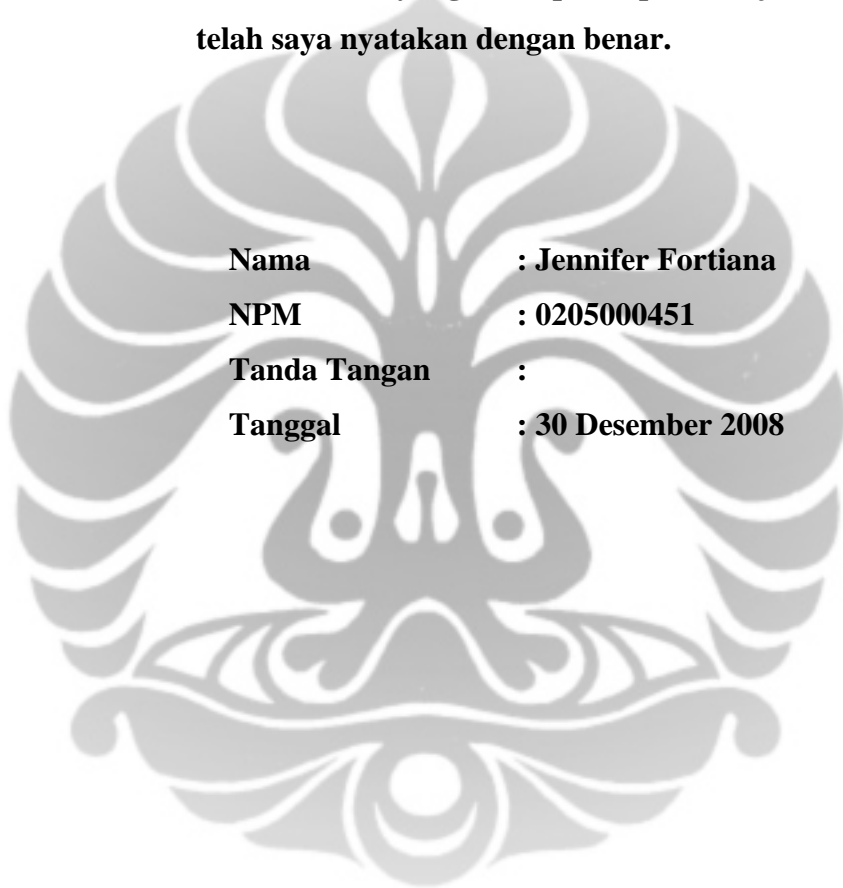 telah saya nyatakan dengan benar.
Nama : Jennifer Fortiana
NPM : 0205000451
Tanda Tangan :
Tanggal : 30 Desember 2008